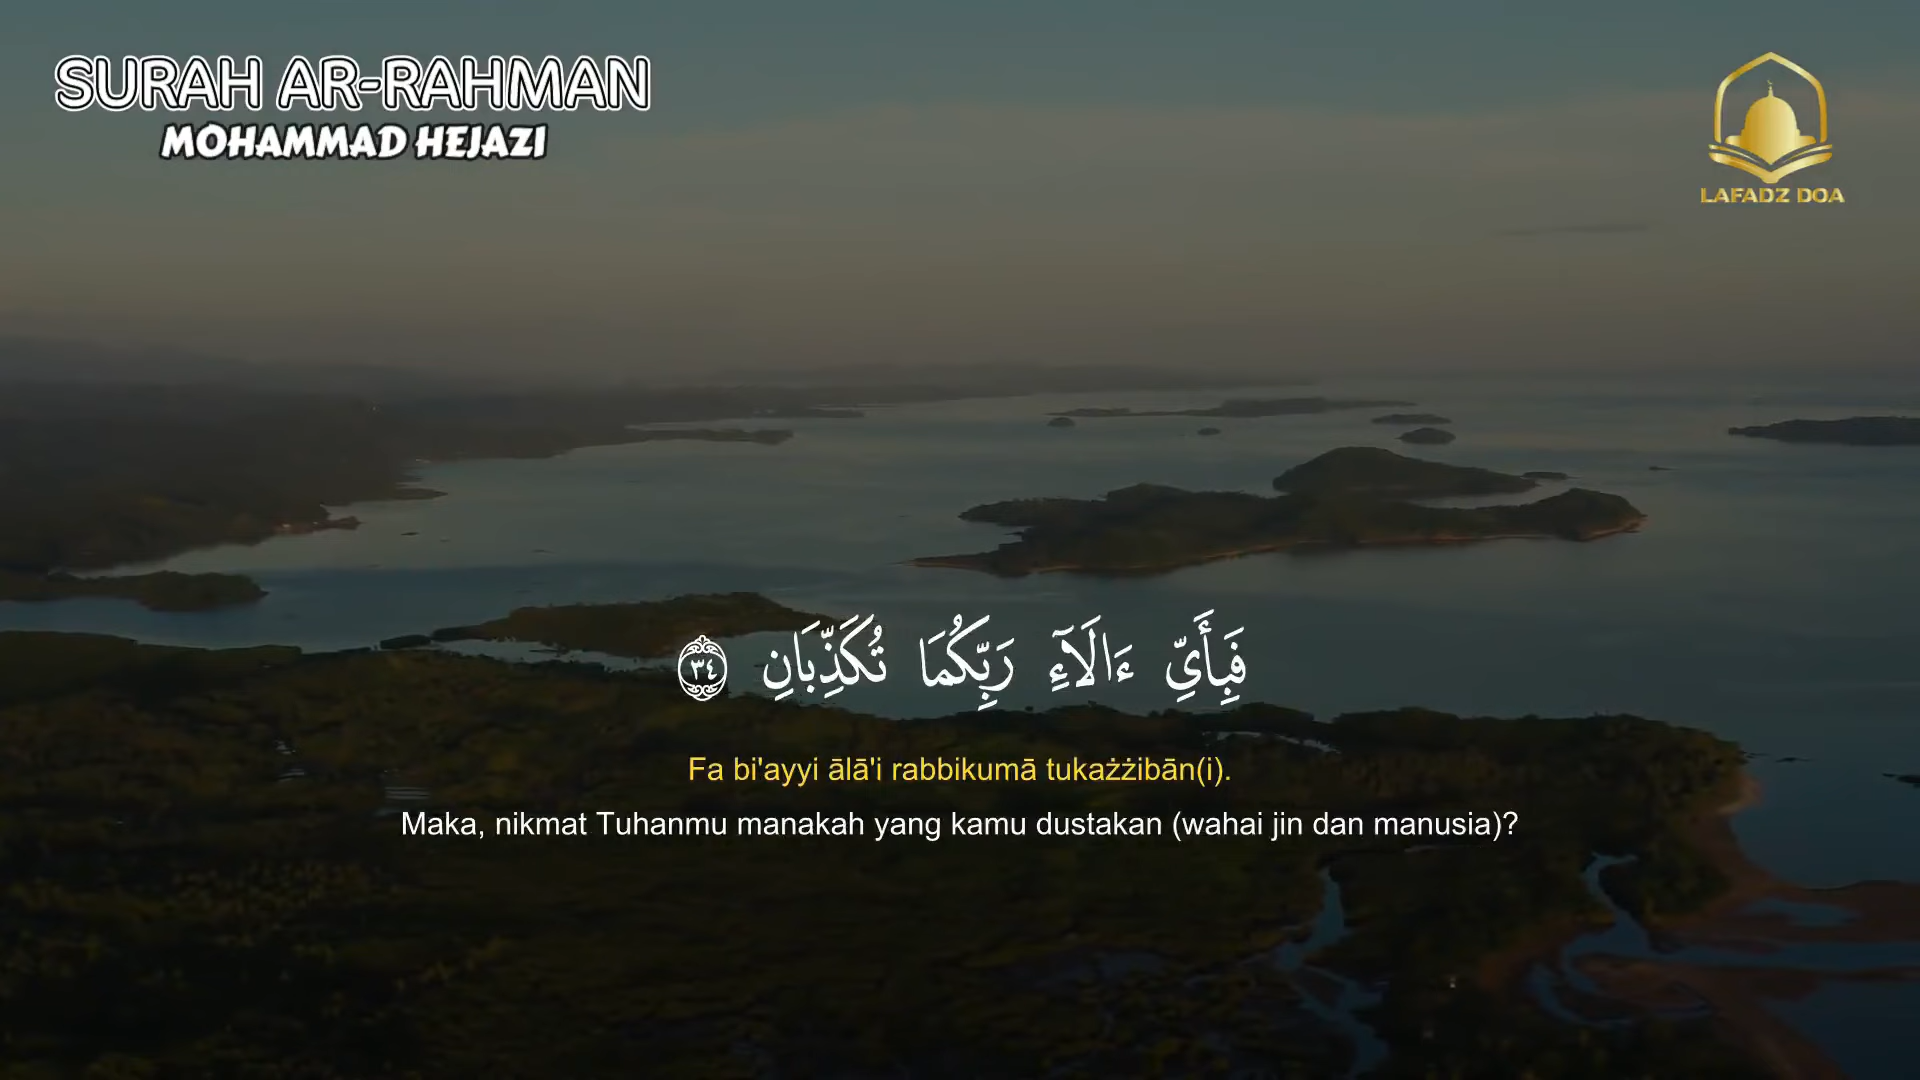 SURAH AR-RAHMAN
MOHAMMAD HEJAZI
LAFADZ DOA
فَبِأَيِّ ءَالَآءِ رَبِّكُمَا تُكَذِّبَانِ ٣٤
Fa bi'ayyi ālā'i rabbikumā tukażżibān(i).
Maka, nikmat Tuhanmu manakah yang kamu dustakan (wahai jin dan manusia)?